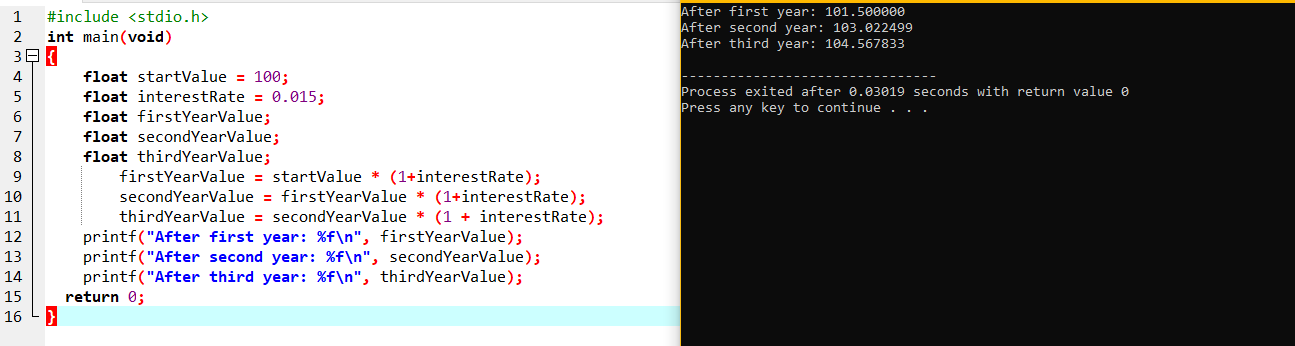 1 #include <stdio.h>
2 int main(void)
3 {
4 float startValue = 100;
5 float interestRate = 0.015;
6 float firstYearValue;
7 float secondYearValue;
8 float thirdYearValue;
9 firstYearValue = startValue * (1+interestRate);
10 secondYearValue = firstYearValue * (1+interestRate);
11 thirdYearValue = secondYearValue * (1 + interestRate);
12 printf("After first year: %f\n", firstYearValue);
13 printf("After second year: %f\n", secondYearValue);
14 printf("After third year: %f\n", thirdYearValue);
15 return 0;
16 }
After first year: 101.500000
After second year: 103.022499
After third year: 104.567833
--------------------------------
Process exited after 0.03019 seconds with return value 0
Press any key to continue . . .